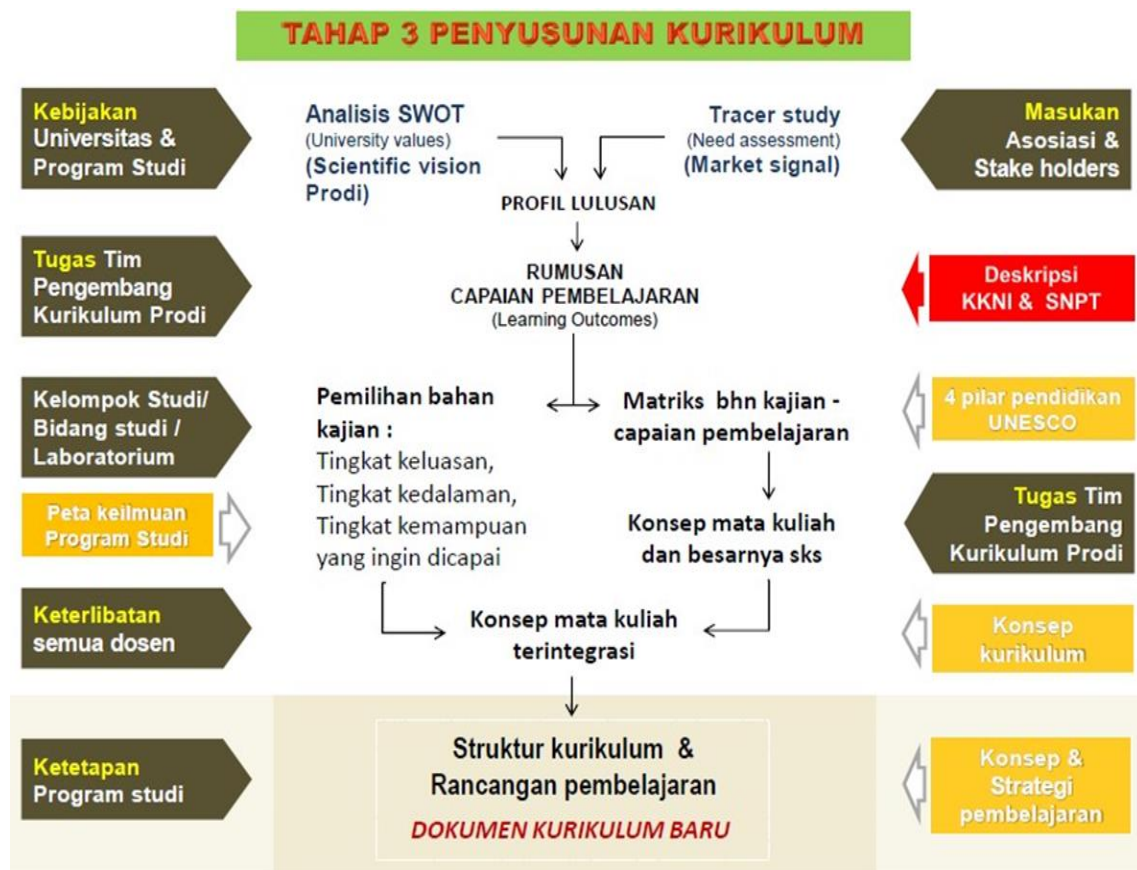 TAHAP 3 PENYUSUNAN KURIKULUM
Kebijakan
Universitas &
Program Studi
Analisis SWOT
(University values)
(Scientific vision
Prodi)
Tracer study
(Need assessment)
(Market signal)
Masukan
Asosiasi &
Stake holders
PROFIL LULUSAN
Tugas Tim
Pengembang
Kurikulum Prodi
RUMUSAN
CAPAIAN PEMBELAJARAN
(Learning Outcomes)
Deskripsi
KKNI & SNPT
Kelompok Studi/
Bidang studi /
Laboratorium
Pemilihan bahan
kajian :
Tingkat keluasan,
Tingkat kedalaman,
Tingkat kemampuan
yang ingin dicapai
Matriks bhn kajian -
capaian pembelajaran
4 pilar pendidikan
UNESCO
Peta keilmuan
Program Studi
Konsep mata kuliah
dan besarnya sks
Tugas Tim
Pengembang
Kurikulum Prodi
Keterlibatan
semua dosen
Konsep mata kuliah
terintegrasi
Konsep
kurikulum
Ketetapan
Program studi
Struktur kurikulum &
Rancangan pembelajaran
DOKUMEN KURIKULUM BARU
Konsep &
Strategi
pembelajaran